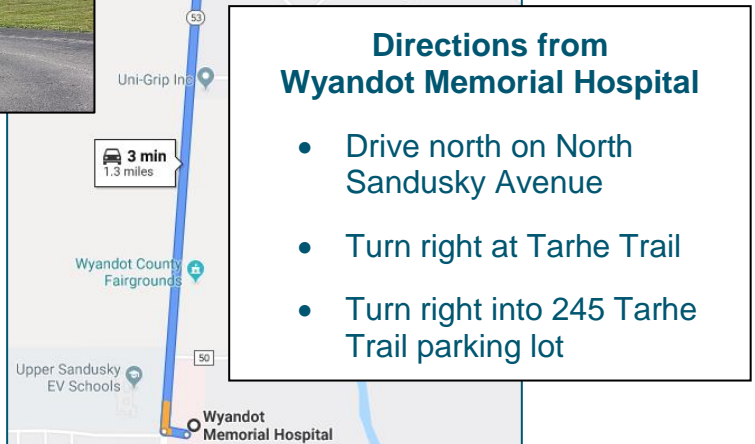 53
Uni-Grip Inc
3 min
1.3 miles
Wyandot County
Fairgrounds
50
Upper Sandusky
EV Schools
Wyandot
Memorial Hospital
Directions from
Wyandot Memorial Hospital
• Drive north on North
Sandusky Avenue
• Turn right at Tarhe Trail
• Turn right into 245 Tarhe
Trail parking lot